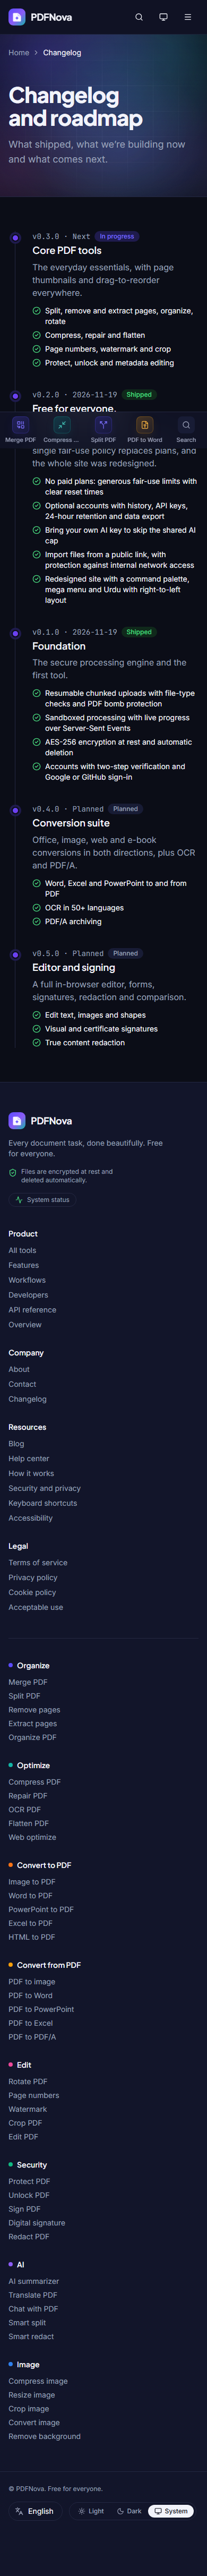 PDFNova
Home > Changelog
Changelog
and roadmap
What shipped, what we're building now
and what comes next.
v0.3.0 · Next In progress
Core PDF tools
The everyday essentials, with page
thumbnails and drag-to-reorder
everywhere.
Split, remove and extract pages, organize,
rotate
Compress, repair and flatten
Page numbers, watermark and crop
Protect, unlock and metadata editing
v0.2.0 · 2026-11-19 Shipped
Free for everyone.
Merge PDF
Compress ...
Split PDF
PDF to Word
Search
single fair-use policy replaces plans, and
the whole site was redesigned.
No paid plans: generous fair-use limits with
clear reset times
Optional accounts with history, API keys,
24-hour retention and data export
Bring your own AI key to skip the shared AI
cap
Import files from a public link, with
protection against internal network access
Redesigned site with a command palette,
mega menu and Urdu with right-to-left
layout
v0.1.0 · 2026-11-19 Shipped
Foundation
The secure processing engine and the
first tool.
Resumable chunked uploads with file-type
checks and PDF bomb protection
Sandboxed processing with live progress
over Server-Sent Events
AES-256 encryption at rest and automatic
deletion
Accounts with two-step verification and
Google or GitHub sign-in
v0.4.0 · Planned Planned
Conversion suite
Office, image, web and e-book
conversions in both directions, plus OCR
and PDF/A.
Word, Excel and PowerPoint to and from
PDF
OCR in 50+ languages
PDF/A archiving
v0.5.0 · Planned Planned
Editor and signing
A full in-browser editor, forms,
signatures, redaction and comparison.
Edit text, images and shapes
Visual and certificate signatures
True content redaction
PDFNova
Every document task, done beautifully. Free
for everyone.
Files are encrypted at rest and
deleted automatically.
System status
Product
All tools
Features
Workflows
Developers
API reference
Overview
Company
About
Contact
Changelog
Resources
Blog
Help center
How it works
Security and privacy
Keyboard shortcuts
Accessibility
Legal
Terms of service
Privacy policy
Cookie policy
Acceptable use
Organize
Merge PDF
Split PDF
Remove pages
Extract pages
Organize PDF
Optimize
Compress PDF
Repair PDF
OCR PDF
Flatten PDF
Web optimize
Convert to PDF
Image to PDF
Word to PDF
PowerPoint to PDF
Excel to PDF
HTML to PDF
Convert from PDF
PDF to image
PDF to Word
PDF to PowerPoint
PDF to Excel
PDF to PDF/A
Edit
Rotate PDF
Page numbers
Watermark
Crop PDF
Edit PDF
Security
Protect PDF
Unlock PDF
Sign PDF
Digital signature
Redact PDF
AI
AI summarizer
Translate PDF
Chat with PDF
Smart split
Smart redact
Image
Compress image
Resize image
Crop image
Convert image
Remove background
© PDFNova. Free for everyone.
English
Light
Dark
System